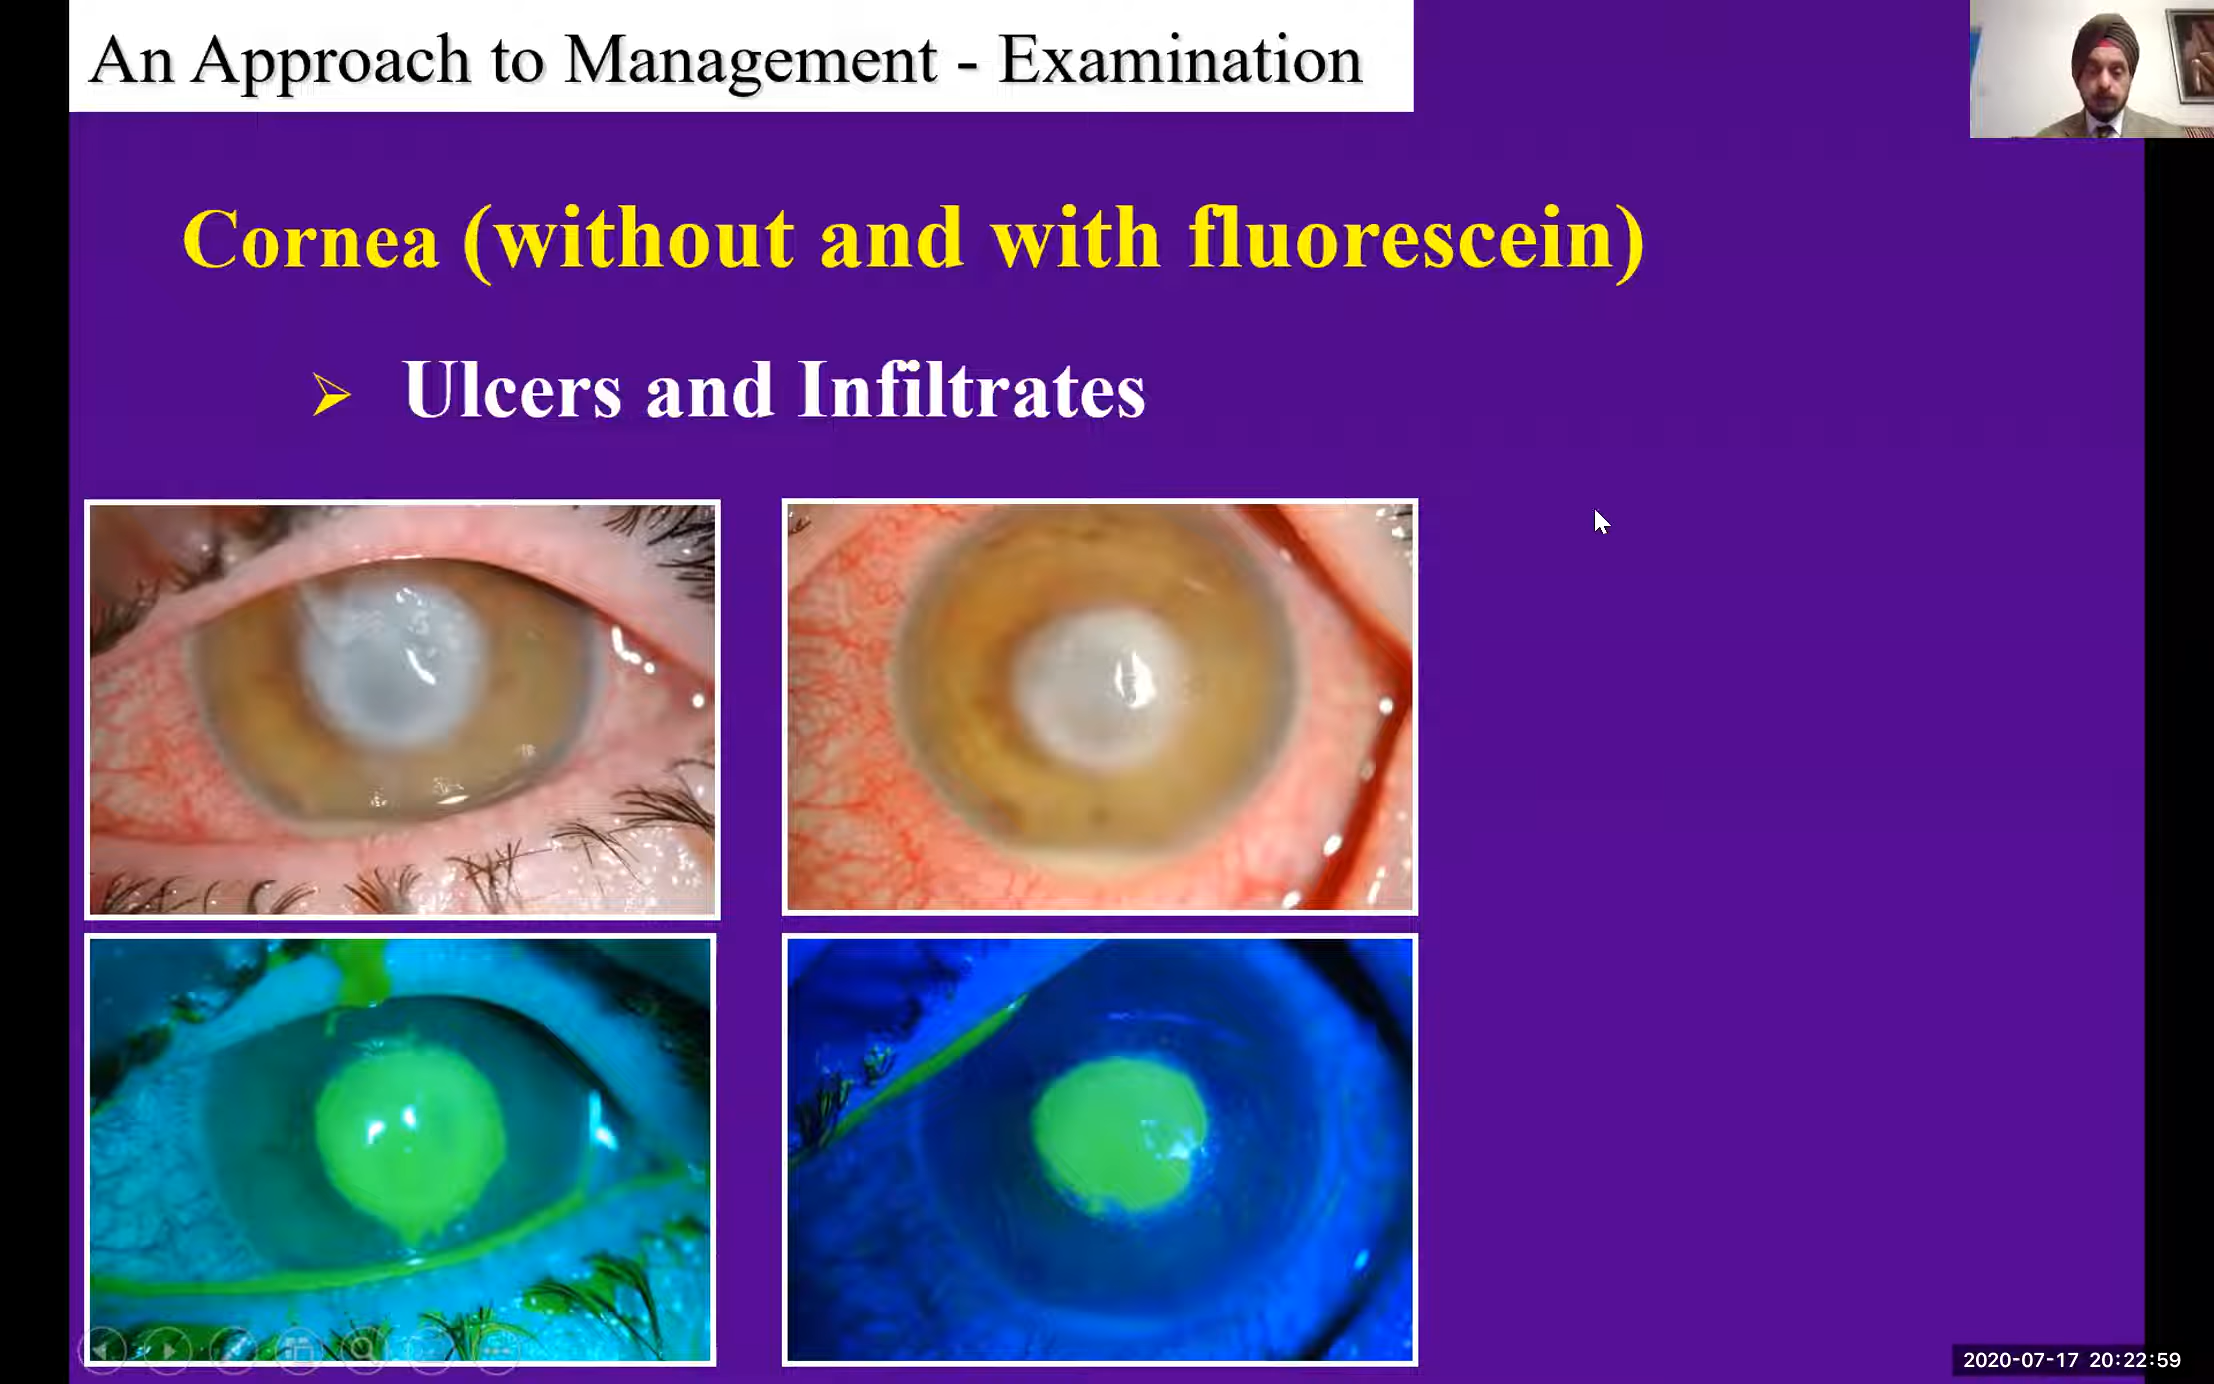 An Approach to Management - Examination
Cornea (without and with fluorescein)
Ulcers and Infiltrates
2020-07-17 20:22:59